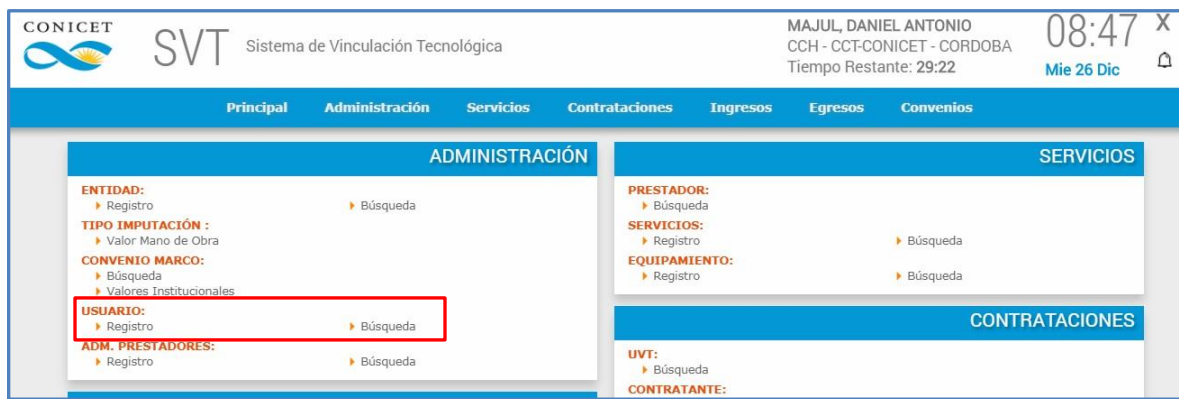 CONICET
SVT Sistema de Vinculación Tecnológica
MAJUL, DANIEL ANTONIO
CCH - CCT-CONICET - CORDOBA
Tiempo Restante: 29:22
08:47 X
Mie 26 Dic
Principal Administración Servicios Contrataciones Ingresos Egresos Convenios
ADMINISTRACIÓN
ENTIDAD:
Registro Búsqueda
TIPO IMPUTACIÓN :
Valor Mano de Obra
CONVENIO MARCO:
Búsqueda
Valores Institucionales
USUARIO:
Registro Búsqueda
ADM. PRESTADORES:
Registro Búsqueda
SERVICIOS
PRESTADOR:
Búsqueda
SERVICIOS:
Registro Búsqueda
EQUIPAMIENTO:
Registro Búsqueda
CONTRATACIONES
UVT:
Búsqueda
CONTRATANTE: